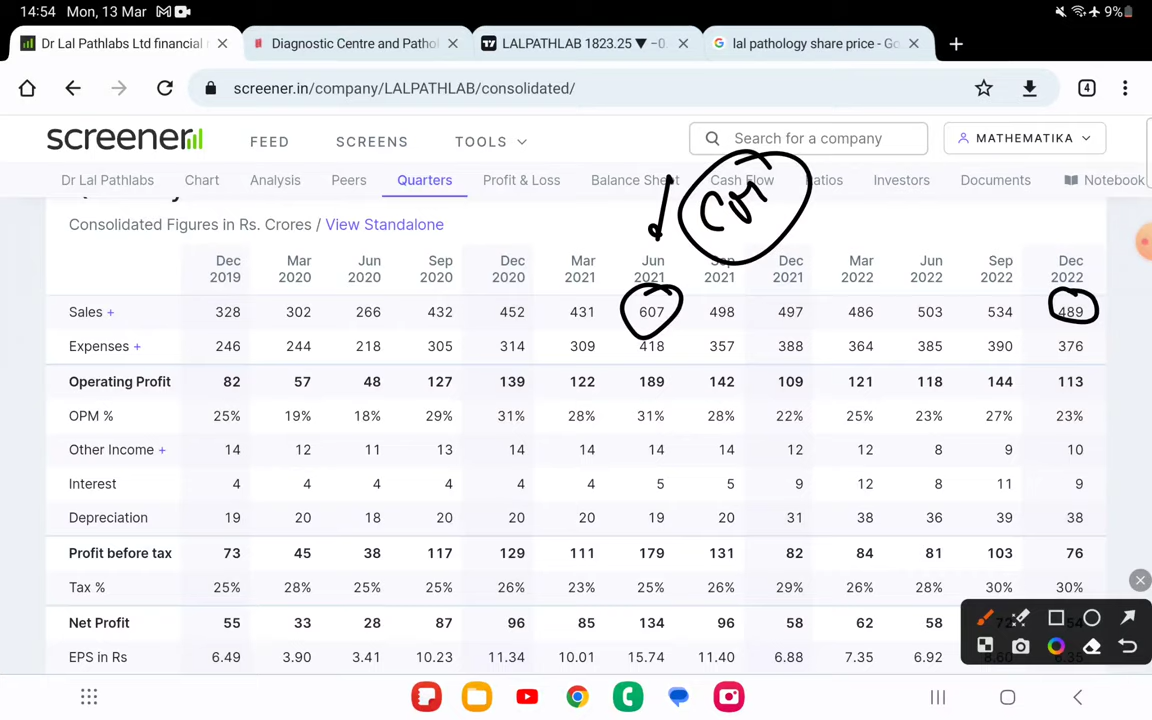 14:54 Mon, 13 Mar 9%
Dr Lal Pathlabs Ltd financial Diagnostic Centre and Pathol LALPATHLAB 1823.25 ▼ −0. lal pathology share price - Go
screener.in/company/LALPATHLAB/consolidated/ 4
screener FEED SCREENS TOOLS Search for a company MATHEMATIKA
Dr Lal Pathlabs Chart Analysis Peers Quarters Profit & Loss Balance Sheet Cash Flow Ratios Investors Documents Notebook
Consolidated Figures in Rs. Crores / View Standalone
Dec 2019 Mar 2020 Jun 2020 Sep 2020 Dec 2020 Mar 2021 Jun 2021 Sep 2021 Dec 2021 Mar 2022 Jun 2022 Sep 2022 Dec 2022
Sales + 328 302 266 432 452 431 607 498 497 486 503 534 489
Expenses + 246 244 218 305 314 309 418 357 388 364 385 390 376
Operating Profit 82 57 48 127 139 122 189 142 109 121 118 144 113
OPM % 25% 19% 18% 29% 31% 28% 31% 28% 22% 25% 23% 27% 23%
Other Income + 14 12 11 13 14 14 14 14 12 12 8 9 10
Interest 4 4 4 4 4 4 5 5 9 12 8 11 9
Depreciation 19 20 18 20 20 20 19 20 31 38 36 39 38
Profit before tax 73 45 38 117 129 111 179 131 82 84 81 103 76
Tax % 25% 28% 25% 25% 26% 23% 25% 26% 29% 26% 28% 30% 30%
Net Profit 55 33 28 87 96 85 134 96 58 62 58 72 54
EPS in Rs 6.49 3.90 3.41 10.23 11.34 10.01 15.74 11.40 6.88 7.35 6.92 8.60 6.35